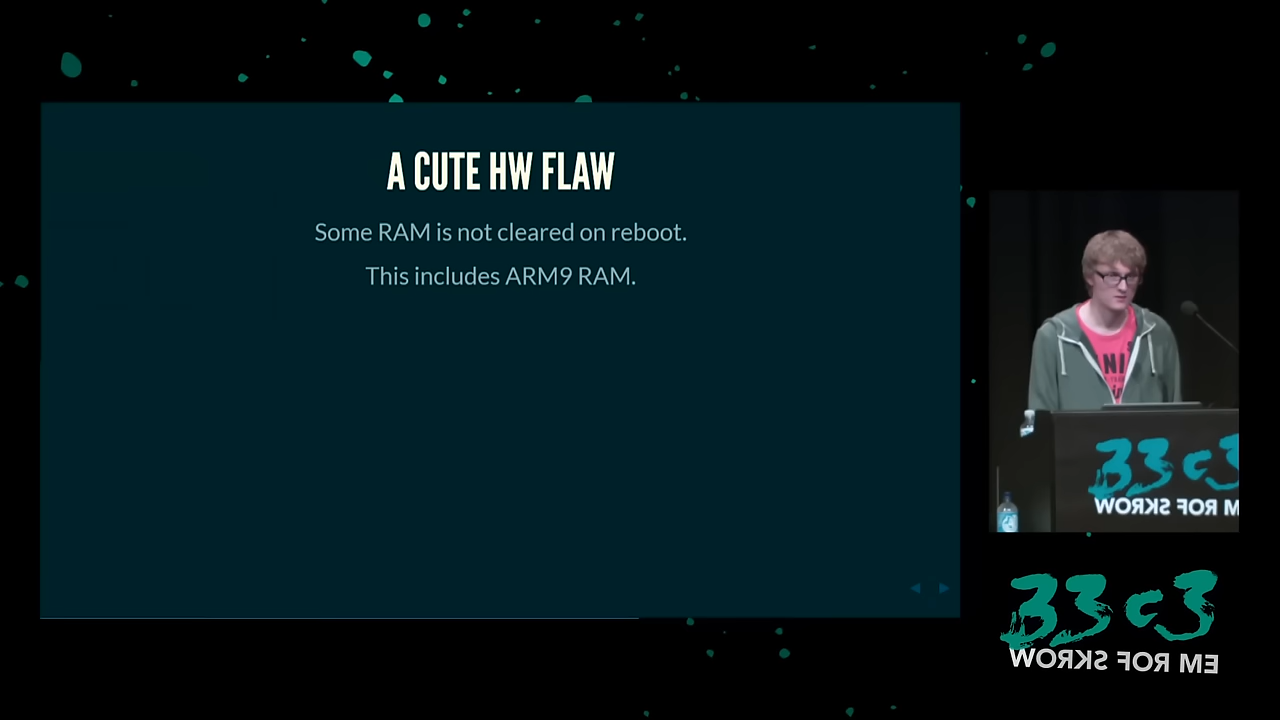 A CUTE HW FLAW
Some RAM is not cleared on reboot.
This includes ARM9 RAM.
33C3
WORKS FOR ME
33C3
WORKS FOR ME